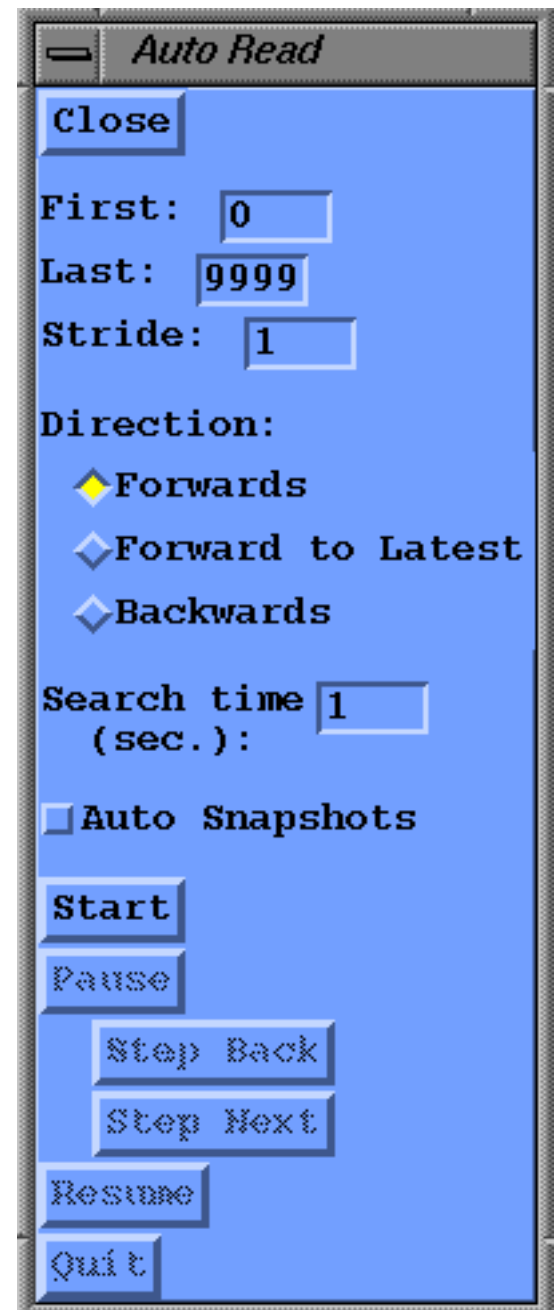 Auto Read
Close
First: 0
Last: 9999
Stride: 1
Direction:
Forwards
Forward to Latest
Backwards
Search time 1
(sec.):
Auto Snapshots
Start
Pause
Step Back
Step Next
Resume
Quit